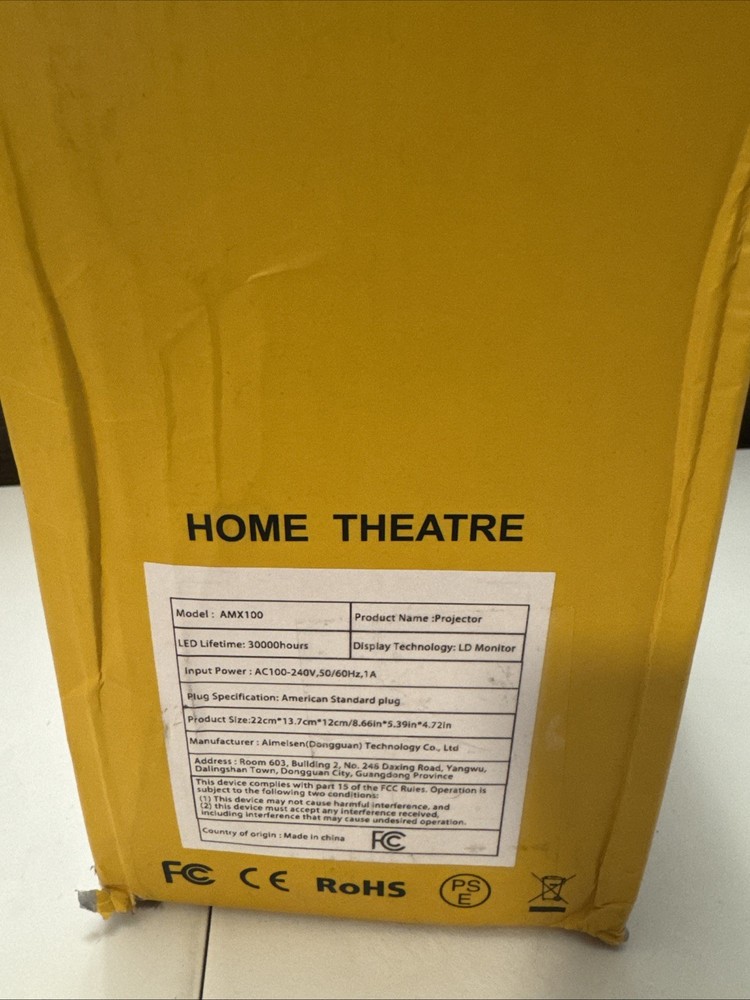 HOME THEATRE
Model : AMX100
Product Name :Projector
LED Lifetime: 30000hours
Display Technology: LD Monitor
Input Power : AC100-240V,50/60Hz,1A
Plug Specification: American Standard plug
Product Size:22cm*13.7cm*12cm/8.66in*5.39in*4.72in
Manufacturer : Aimeisen(Dongguan) Technology Co., Ltd
Address : Room 603, Building 2, No. 246 Daxing Road, Yangwu,
Dalingshan Town, Dongguan City, Guangdong Province
This device complies with part 15 of the FCC Rules. Operation is
subject to the following two conditions:
(1) This device may not cause harmful interference, and
(2) this device must accept any interference received,
including interference that may cause undesired operation.
Country of origin : Made in china
FC
FC CE RoHS PS
E